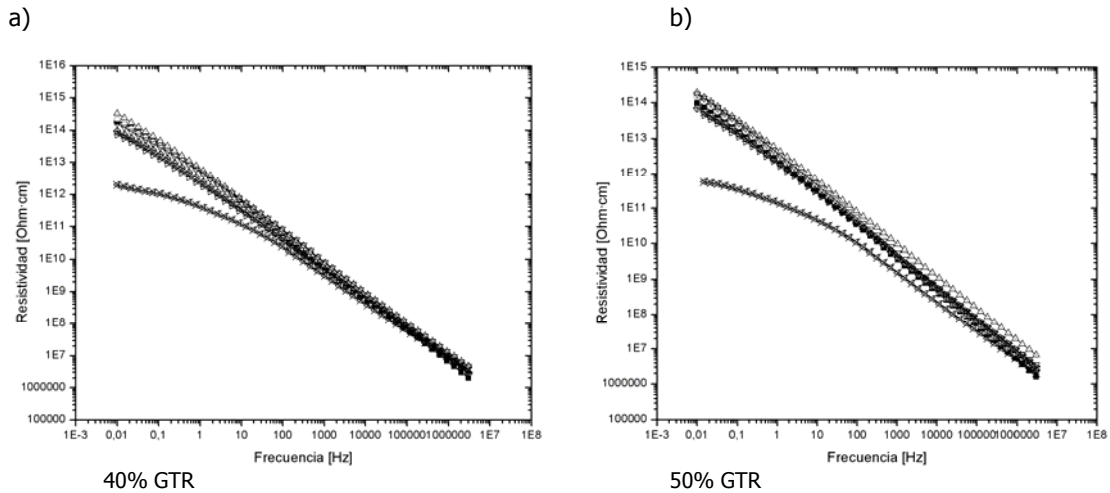 a)
b)
1E16
1E15
1E14
1E13
1E12
1E11
1E10
1E9
1E8
1E7
1000000
100000
Resistividad [Ohm·cm]
1E-3 0,01 0,1 1 10 100 1000 10000 1000001000000 1E7 1E8
Frecuencia [Hz]
40% GTR
1E15
1E14
1E13
1E12
1E11
1E10
1E9
1E8
1E7
1000000
100000
Resistividad [Ohm·cm]
1E-3 0,01 0,1 1 10 100 1000 10000 1000001000000 1E7 1E8
Frecuencia [Hz]
50% GTR